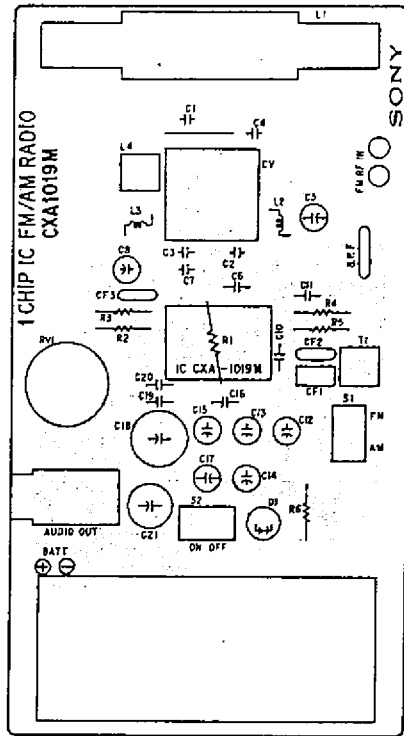 L1
SONY
1 CHIP IC FM/AM RADIO
CXA1019M
C1
C4
L4
CV
FM RF IN
L3
L2
C5
C8
C3
C2
B.P.F
C7
C6
C11
CF3
R3
R4
R2
R5
R1
C10
IC CXA-1019M
CF2
T2
CF1
RV1
C20
C19
C16
S1
FM
AM
C18
C15
C13
C12
C17
C14
C21
S2
D1
R6
ON OFF
AUDIO OUT
BATT
+ −